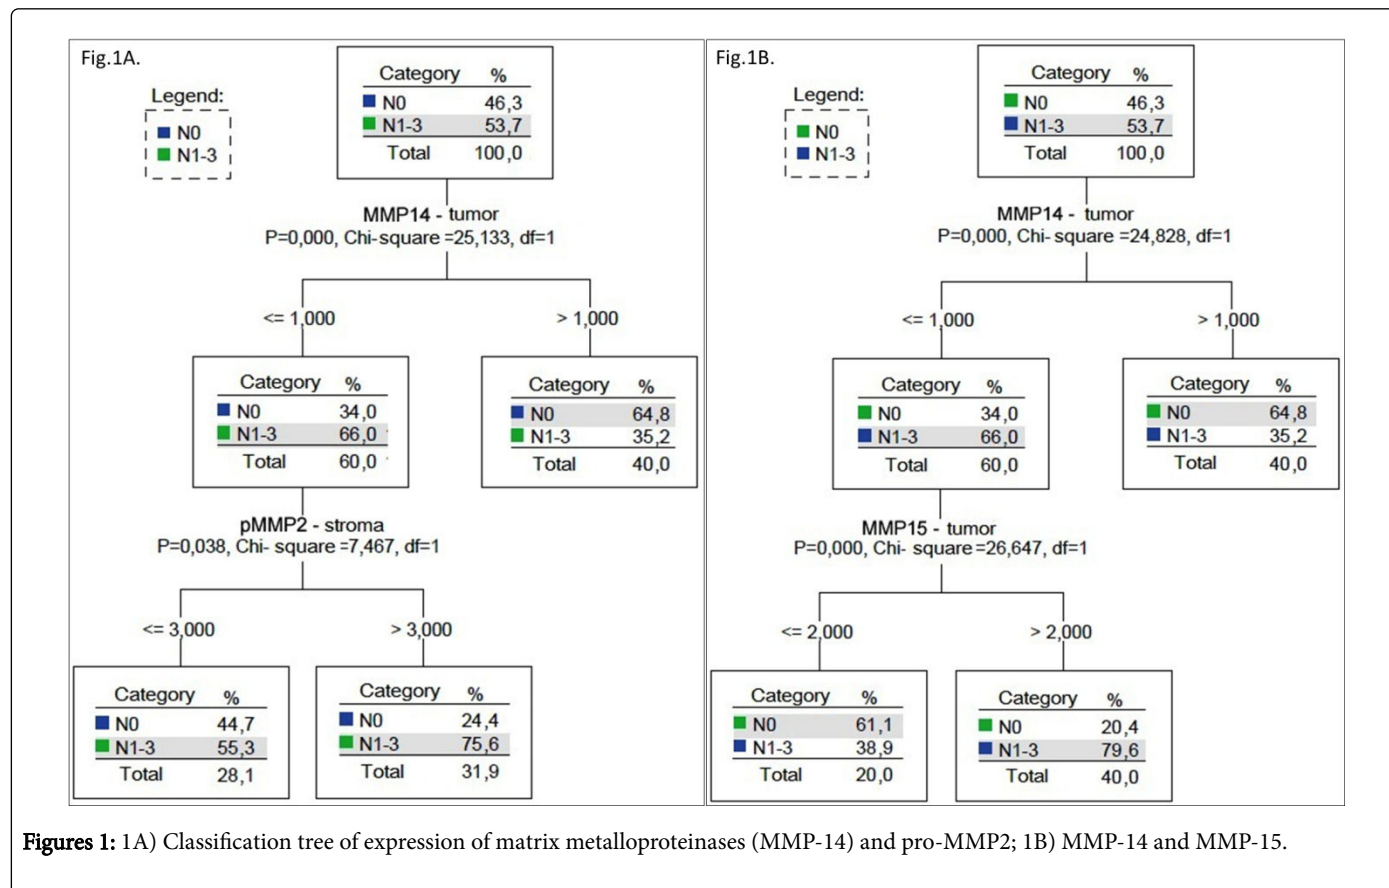 Fig.1A.
Legend:
N0
N1-3
Category %
N0 46,3
N1-3 53,7
Total 100,0
MMP14 - tumor
P=0,000, Chi-square =25,133, df=1
<= 1,000
> 1,000
Category %
N0 34,0
N1-3 66,0
Total 60,0
Category %
N0 64,8
N1-3 35,2
Total 40,0
pMMP2 - stroma
P=0,038, Chi- square =7,467, df=1
<= 3,000
> 3,000
Category %
N0 44,7
N1-3 55,3
Total 28,1
Category %
N0 24,4
N1-3 75,6
Total 31,9
Fig.1B.
Legend:
N0
N1-3
Category %
N0 46,3
N1-3 53,7
Total 100,0
MMP14 - tumor
P=0,000, Chi- square =24,828, df=1
<= 1,000
> 1,000
Category %
N0 34,0
N1-3 66,0
Total 60,0
Category %
N0 64,8
N1-3 35,2
Total 40,0
MMP15 - tumor
P=0,000, Chi- square=26,647, df=1
<= 2,000
> 2,000
Category %
N0 61,1
N1-3 38,9
Total 20,0
Category %
N0 20,4
N1-3 79,6
Total 40,0
Figures 1: 1A) Classification tree of expression of matrix metalloproteinases (MMP-14) and pro-MMP2; 1B) MMP-14 and MMP-15.